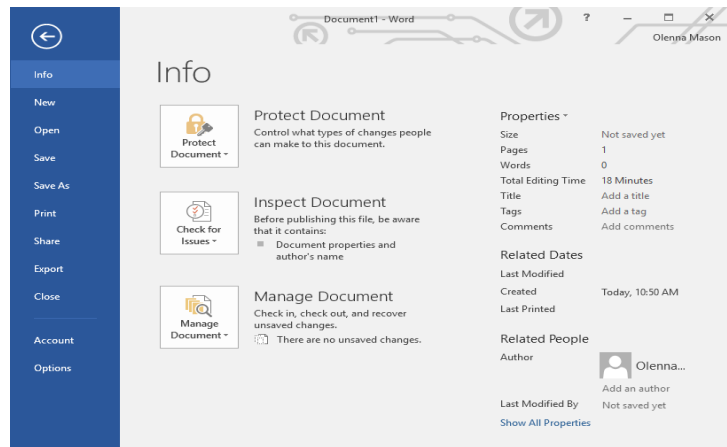 Document1 - Word
?
Olenna Mason
Info
New
Open
Save
Save As
Print
Share
Export
Close
Account
Options
Info
Protect
Document
Protect Document
Control what types of changes people
can make to this document.
Check for
Issues
Inspect Document
Before publishing this file, be aware
that it contains:
Document properties and
author's name
Manage
Document
Manage Document
Check in, check out, and recover
unsaved changes.
There are no unsaved changes.
Properties
Size Not saved yet
Pages 1
Words 0
Total Editing Time 18 Minutes
Title Add a title
Tags Add a tag
Comments Add comments
Related Dates
Last Modified
Created Today, 10:50 AM
Last Printed
Related People
Author Olenna...
Add an author
Last Modified By Not saved yet
Show All Properties